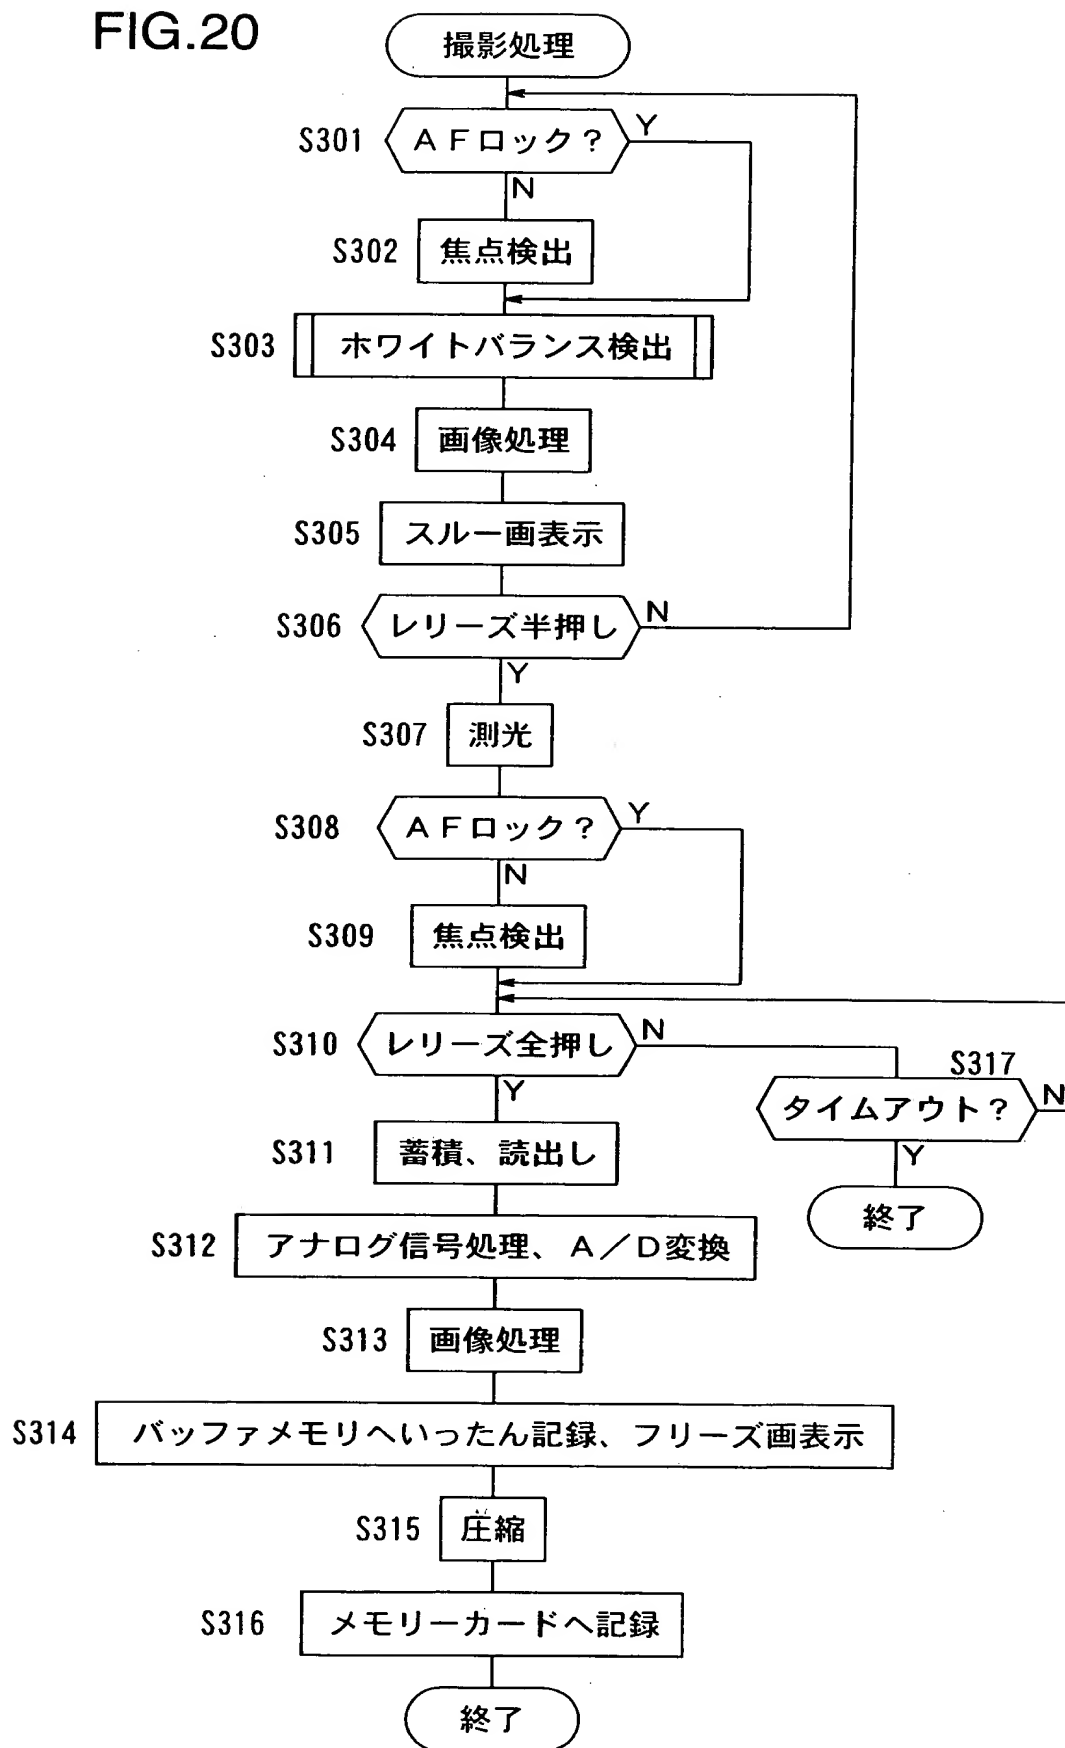 FIG.20
撮影処理
S301 AFロック? Y
N
S302 焦点検出
S303 ホワイトバランス検出
S304 画像処理
S305 スルー画表示
S306 レリーズ半押し N
Y
S307 測光
S308 AFロック? Y
N
S309 焦点検出
S310 レリーズ全押し N
Y
S317
タイムアウト? N
Y
終了
S311 蓄積、読出し
S312 アナログ信号処理、A/D変換
S313 画像処理
S314 バッファメモリへいったん記録、フリーズ画表示
S315 圧縮
S316 メモリーカードへ記録
終了